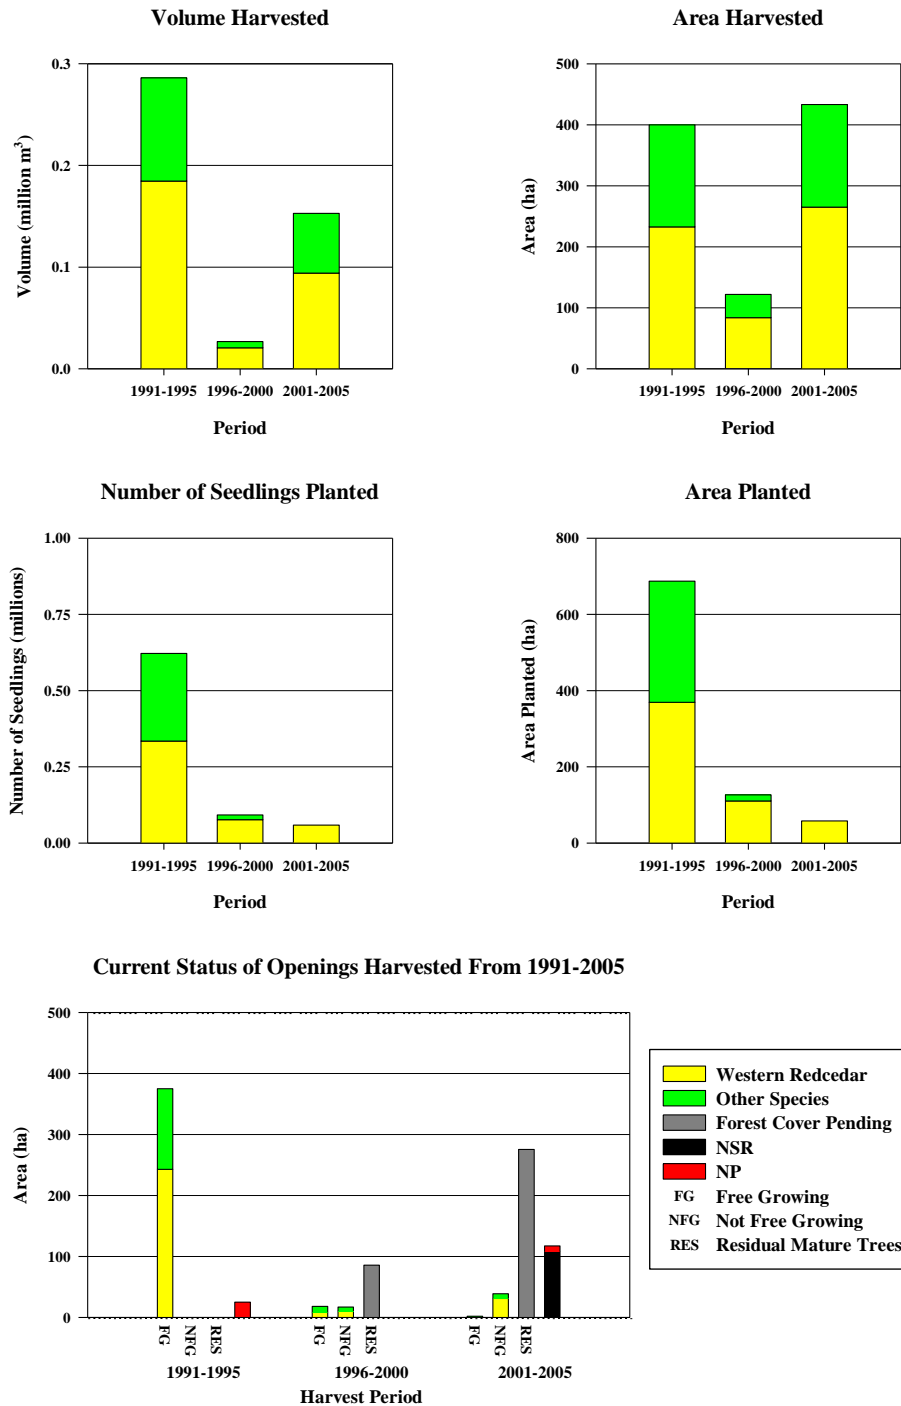 Volume Harvested
Volume (million m³)
0.3
0.2
0.1
0.0
1991-1995 1996-2000 2001-2005
Period
Area Harvested
Area (ha)
500
400
300
200
100
0
1991-1995 1996-2000 2001-2005
Period
Number of Seedlings Planted
Number of Seedlings (millions)
1.00
0.75
0.50
0.25
0.00
1991-1995 1996-2000 2001-2005
Period
Area Planted
Area Planted (ha)
800
600
400
200
0
1991-1995 1996-2000 2001-2005
Period
Current Status of Openings Harvested From 1991-2005
Area (ha)
500
400
300
200
100
0
FG NFG RES FG NFG RES FG NFG RES
1991-1995 1996-2000 2001-2005
Harvest Period
Western Redcedar
Other Species
Forest Cover Pending
NSR
NP
FG Free Growing
NFG Not Free Growing
RES Residual Mature Trees